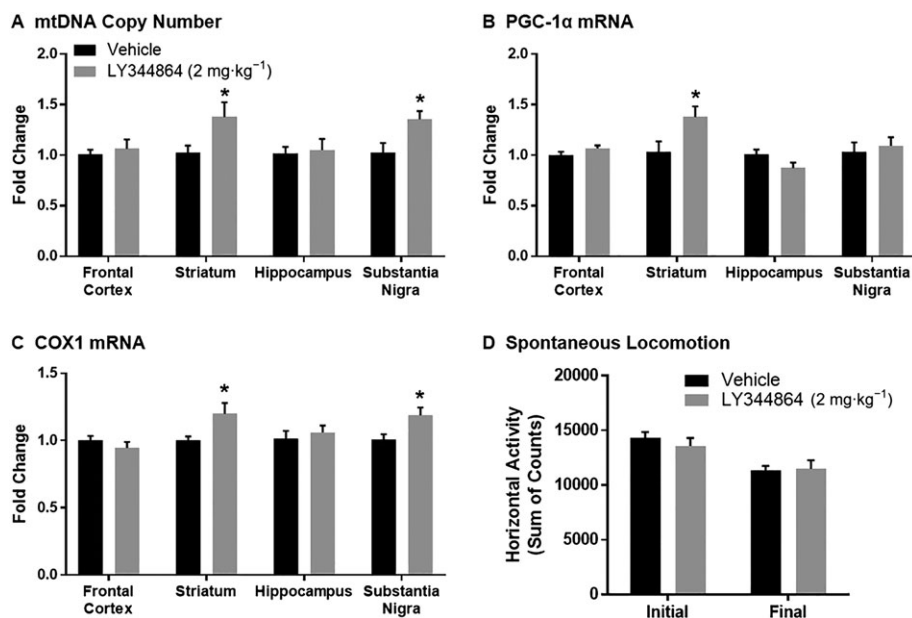 A mtDNA Copy Number
Vehicle
LY344864 (2 mg·kg⁻¹)
Fold Change
2.0
1.5
1.0
0.5
0.0
*
*
Frontal
Cortex
Striatum
Hippocampus
Substantia
Nigra
B PGC-1α mRNA
Fold Change
2.0
1.5
1.0
0.5
0.0
*
Frontal
Cortex
Striatum
Hippocampus
Substantia
Nigra
C COX1 mRNA
Fold Change
1.5
1.0
0.5
0.0
*
*
Frontal
Cortex
Striatum
Hippocampus
Substantia
Nigra
D Spontaneous Locomotion
Vehicle
LY344864 (2 mg·kg⁻¹)
Horizontal Activity
(Sum of Counts)
20000
15000
10000
5000
0
Initial
Final